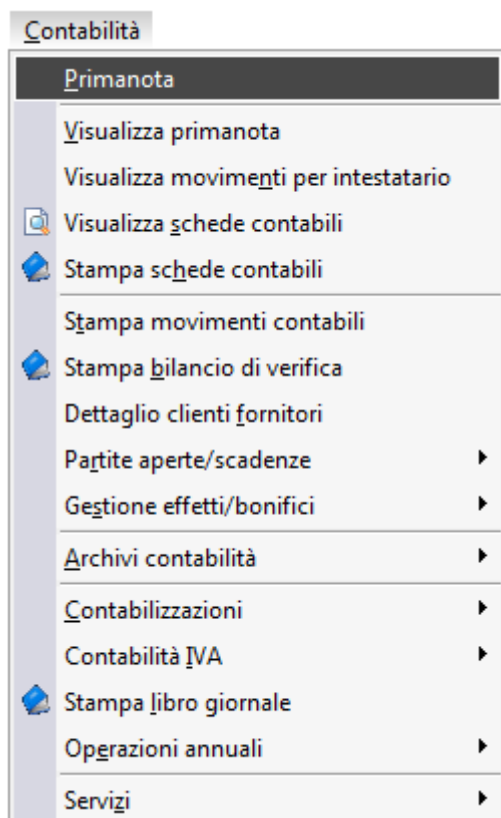 Contabilità
Primanota
Visualizza primanota
Visualizza movimenti per intestatario
Visualizza schede contabili
Stampa schede contabili
Stampa movimenti contabili
Stampa bilancio di verifica
Dettaglio clienti fornitori
Partite aperte/scadenze
Gestione effetti/bonifici
Archivi contabilità
Contabilizzazioni
Contabilità IVA
Stampa libro giornale
Operazioni annuali
Servizi